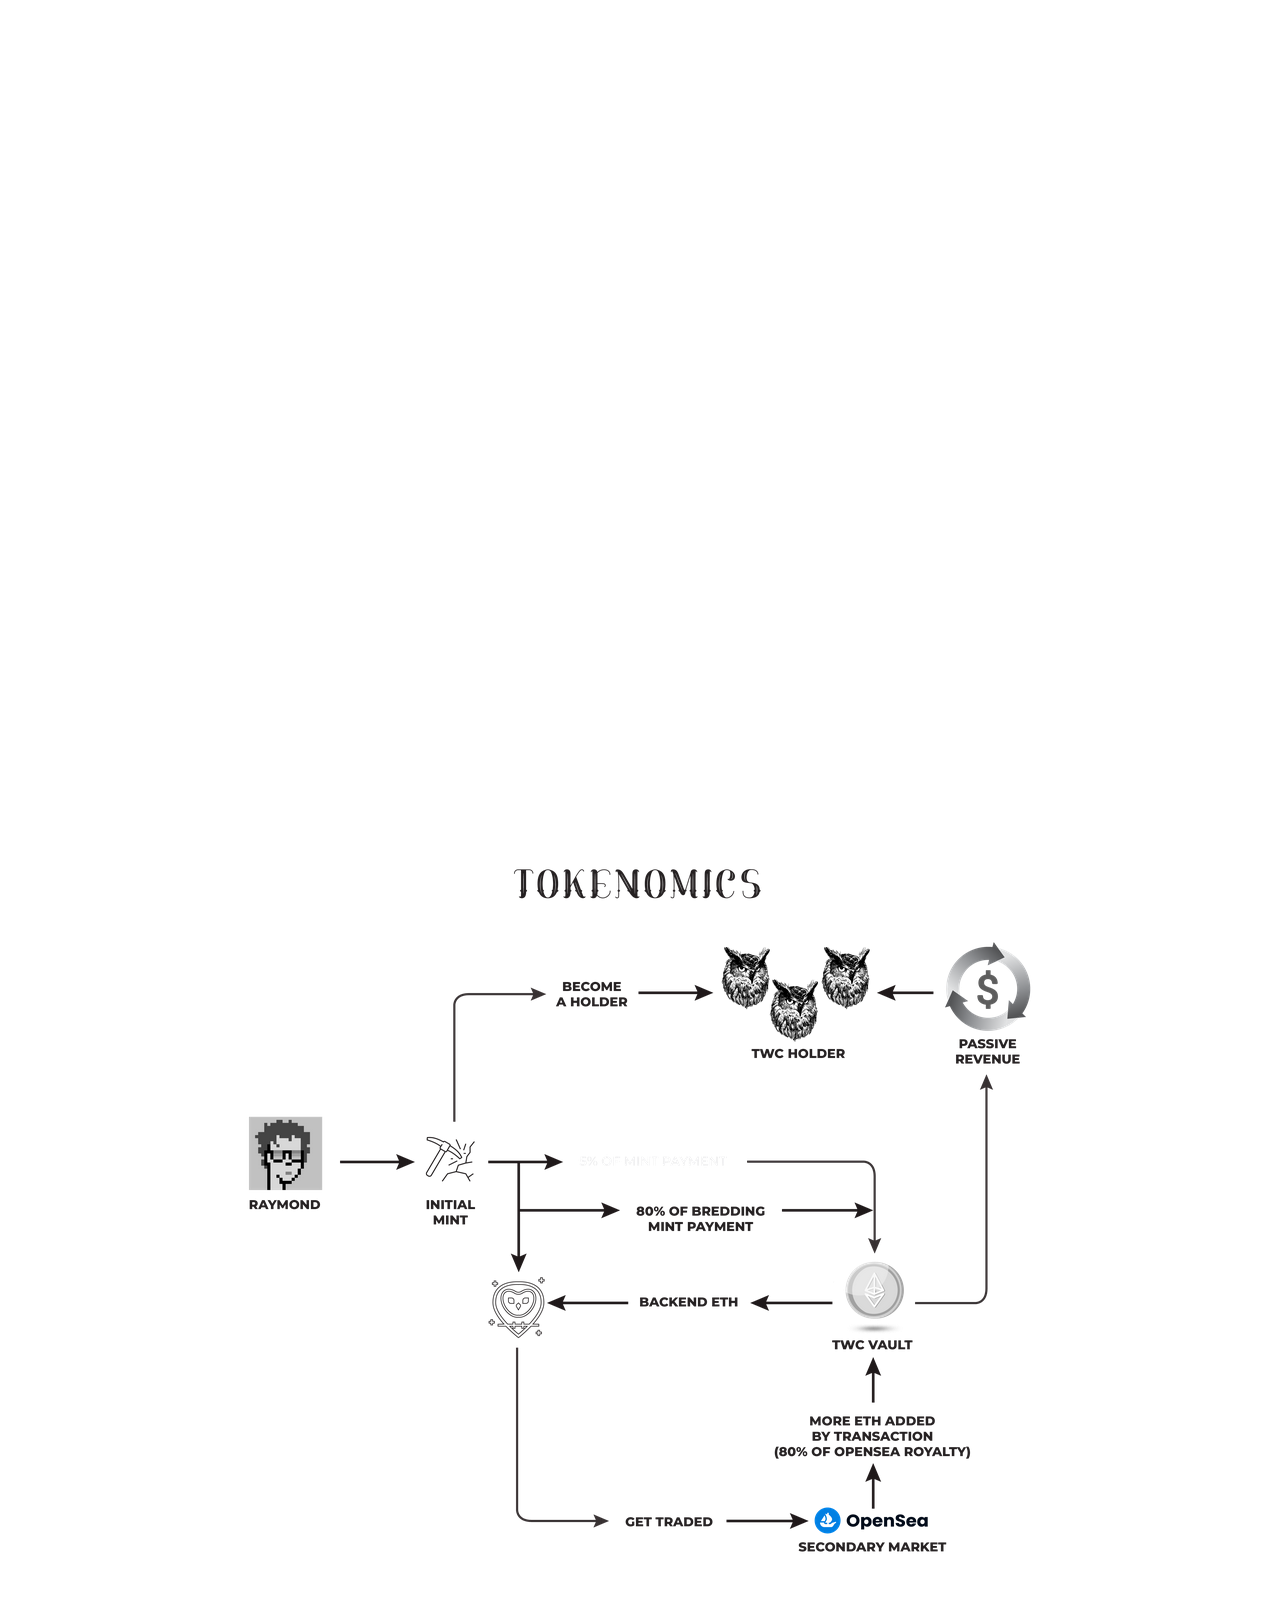 TOKENOMICS
BECOME
A HOLDER
TWC HOLDER
PASSIVE
REVENUE
RAYMOND
INITIAL
MINT
5% OF MINT PAYMENT
80% OF BREDDING
MINT PAYMENT
BACKEND ETH
TWC VAULT
MORE ETH ADDED
BY TRANSACTION
(80% OF OPENSEA ROYALTY)
GET TRADED
OpenSea
SECONDARY MARKET